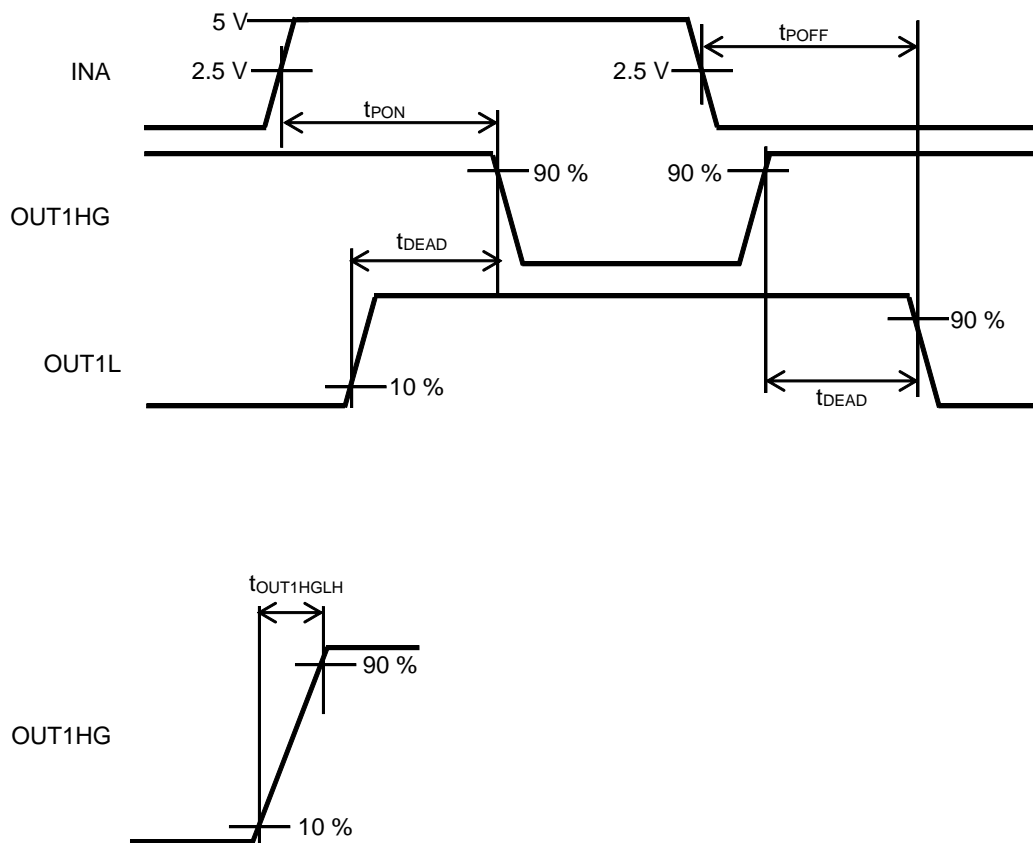 5 V
tPOFF
INA
2.5 V
2.5 V
tPON
90 %
90 %
OUT1HG
tDEAD
90 %
OUT1L
10 %
tDEAD
tOUT1HGLH
90 %
OUT1HG
10 %